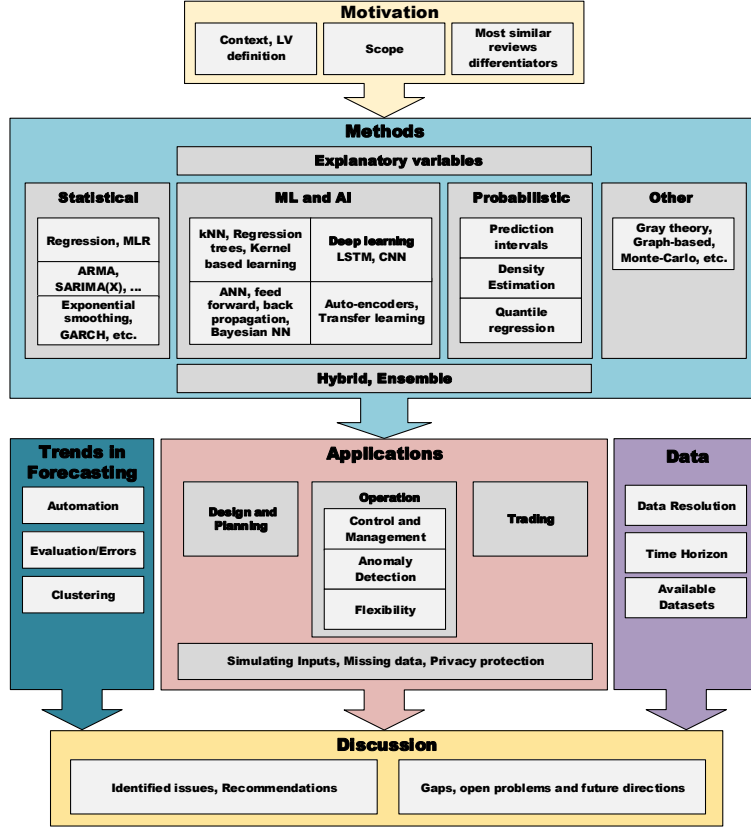 Motivation
Context, LV
definition
Scope
Most similar
reviews
differentiators
Methods
Explanatory variables
Statistical
Regression, MLR
ARMA,
SARIMA(X), ...
Exponential
smoothing,
GARCH, etc.
ML and AI
kNN, Regression
trees, Kernel
based learning
Deep learning
LSTM, CNN
ANN, feed
forward, back
propagation,
Bayesian NN
Auto-encoders,
Transfer learning
Probabilistic
Prediction
intervals
Density
Estimation
Quantile
regression
Other
Gray theory,
Graph-based,
Monte-Carlo, etc.
Hybrid, Ensemble
Trends in
Forecasting
Automation
Evaluation/Errors
Clustering
Applications
Design and
Planning
Operation
Control and
Management
Anomaly
Detection
Flexibility
Trading
Simulating Inputs, Missing data, Privacy protection
Data
Data Resolution
Time Horizon
Available
Datasets
Discussion
Identified issues, Recommendations
Gaps, open problems and future directions